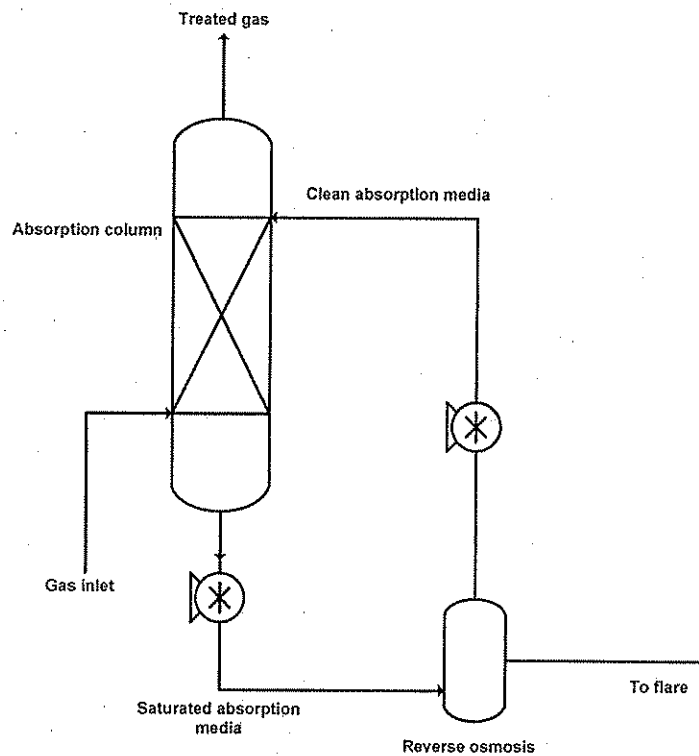 Treated gas
Clean absorption media
Absorption column
Gas inlet
To flare
Saturated absorption
media
Reverse osmosis